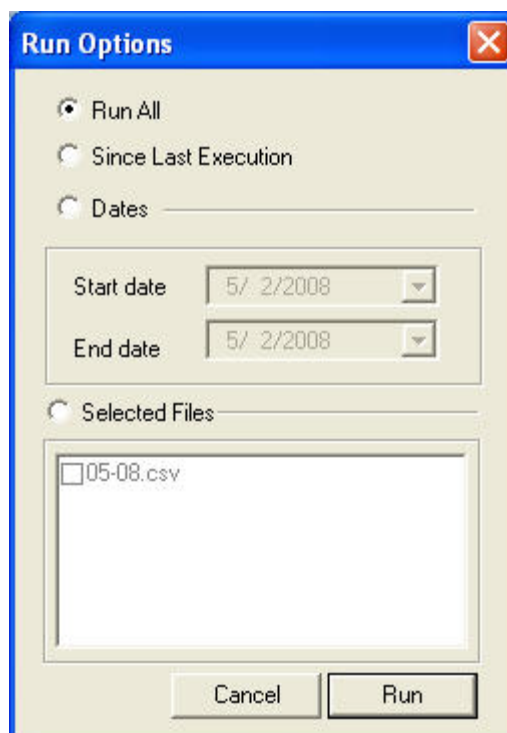 Run Options
Run All
Since Last Execution
Dates
Start date 5/ 2/2008
End date 5/ 2/2008
Selected Files
05-08.csv
Cancel Run